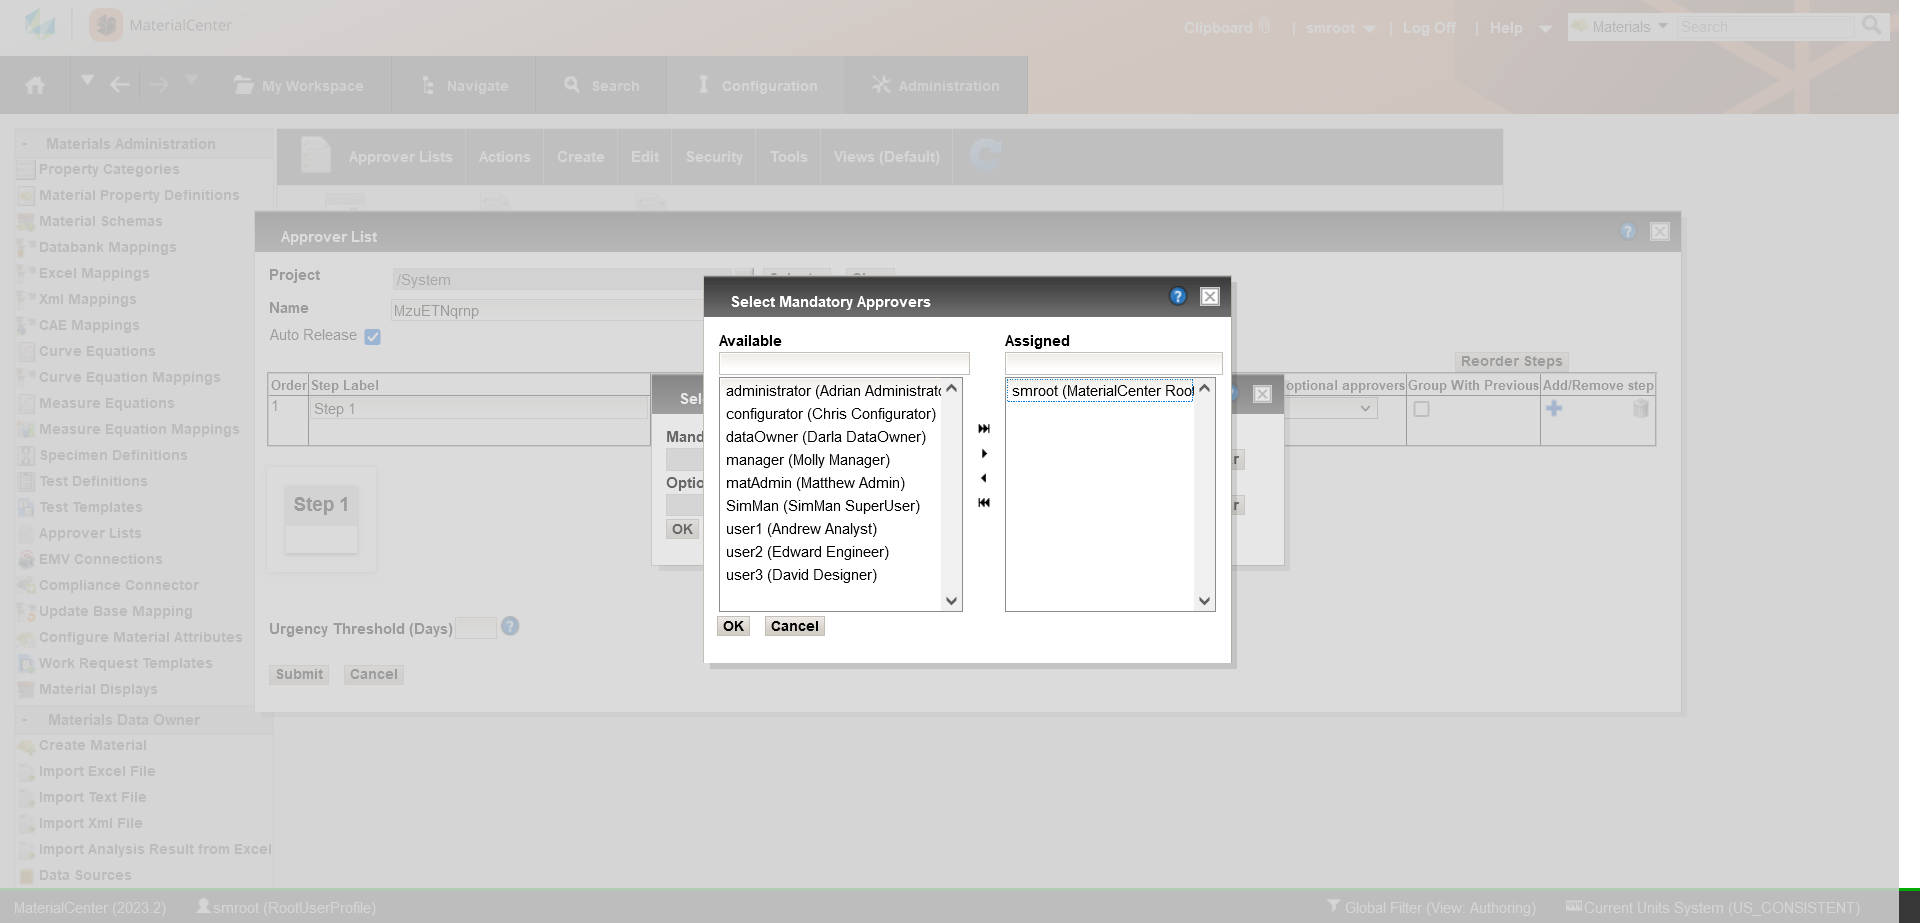 MaterialCenter
Clipboard | smroot | Log Off | Help
Materials Search
My Workspace Navigate Search Configuration Administration
- Materials Administration
Property Categories
Material Property Definitions
Material Schemas
Databank Mappings
Excel Mappings
Xml Mappings
CAE Mappings
Curve Equations
Curve Equation Mappings
Measure Equations
Measure Equation Mappings
Specimen Definitions
Test Definitions
Test Templates
Approver Lists
EMV Connections
Compliance Connector
Update Base Mapping
Configure Material Attributes
Work Request Templates
Material Displays
- Materials Data Owner
Create Material
Import Excel File
Import Text File
Import Xml File
Import Analysis Result from Excel
Data Sources
Approver Lists Actions Create Edit Security Tools Views (Default)
Approver List
Project /System
Name MzuETNqrnp
Auto Release
Reorder Steps
Order Step Label optional approvers Group With Previous Add/Remove step
1 Step 1
Step 1
Urgency Threshold (Days) ?
Submit Cancel
Sel
Mand
Optio
OK
Select Mandatory Approvers ?
Available Assigned
administrator (Adrian Administrato
configurator (Chris Configurator)
dataOwner (Darla DataOwner)
manager (Molly Manager)
matAdmin (Matthew Admin)
SimMan (SimMan SuperUser)
user1 (Andrew Analyst)
user2 (Edward Engineer)
user3 (David Designer)
smroot (MaterialCenter Root
OK Cancel
MaterialCenter (2023.2) smroot (RootUserProfile) Global Filter (View: Authoring) Current Units System (US_CONSISTENT)